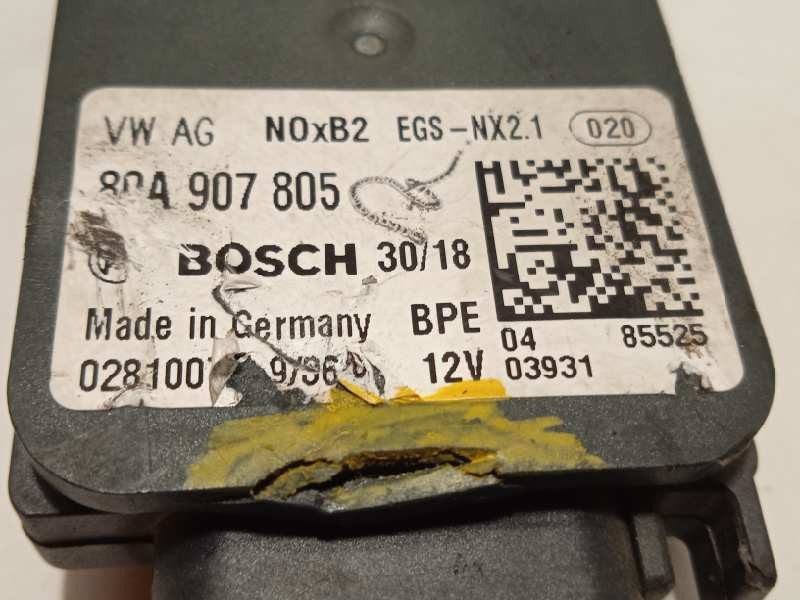 VW AG NOxB2 EGS-NX2.1 020
80A 907 805
BOSCH 30/18
Made in Germany BPE 04 85525
12V 03931